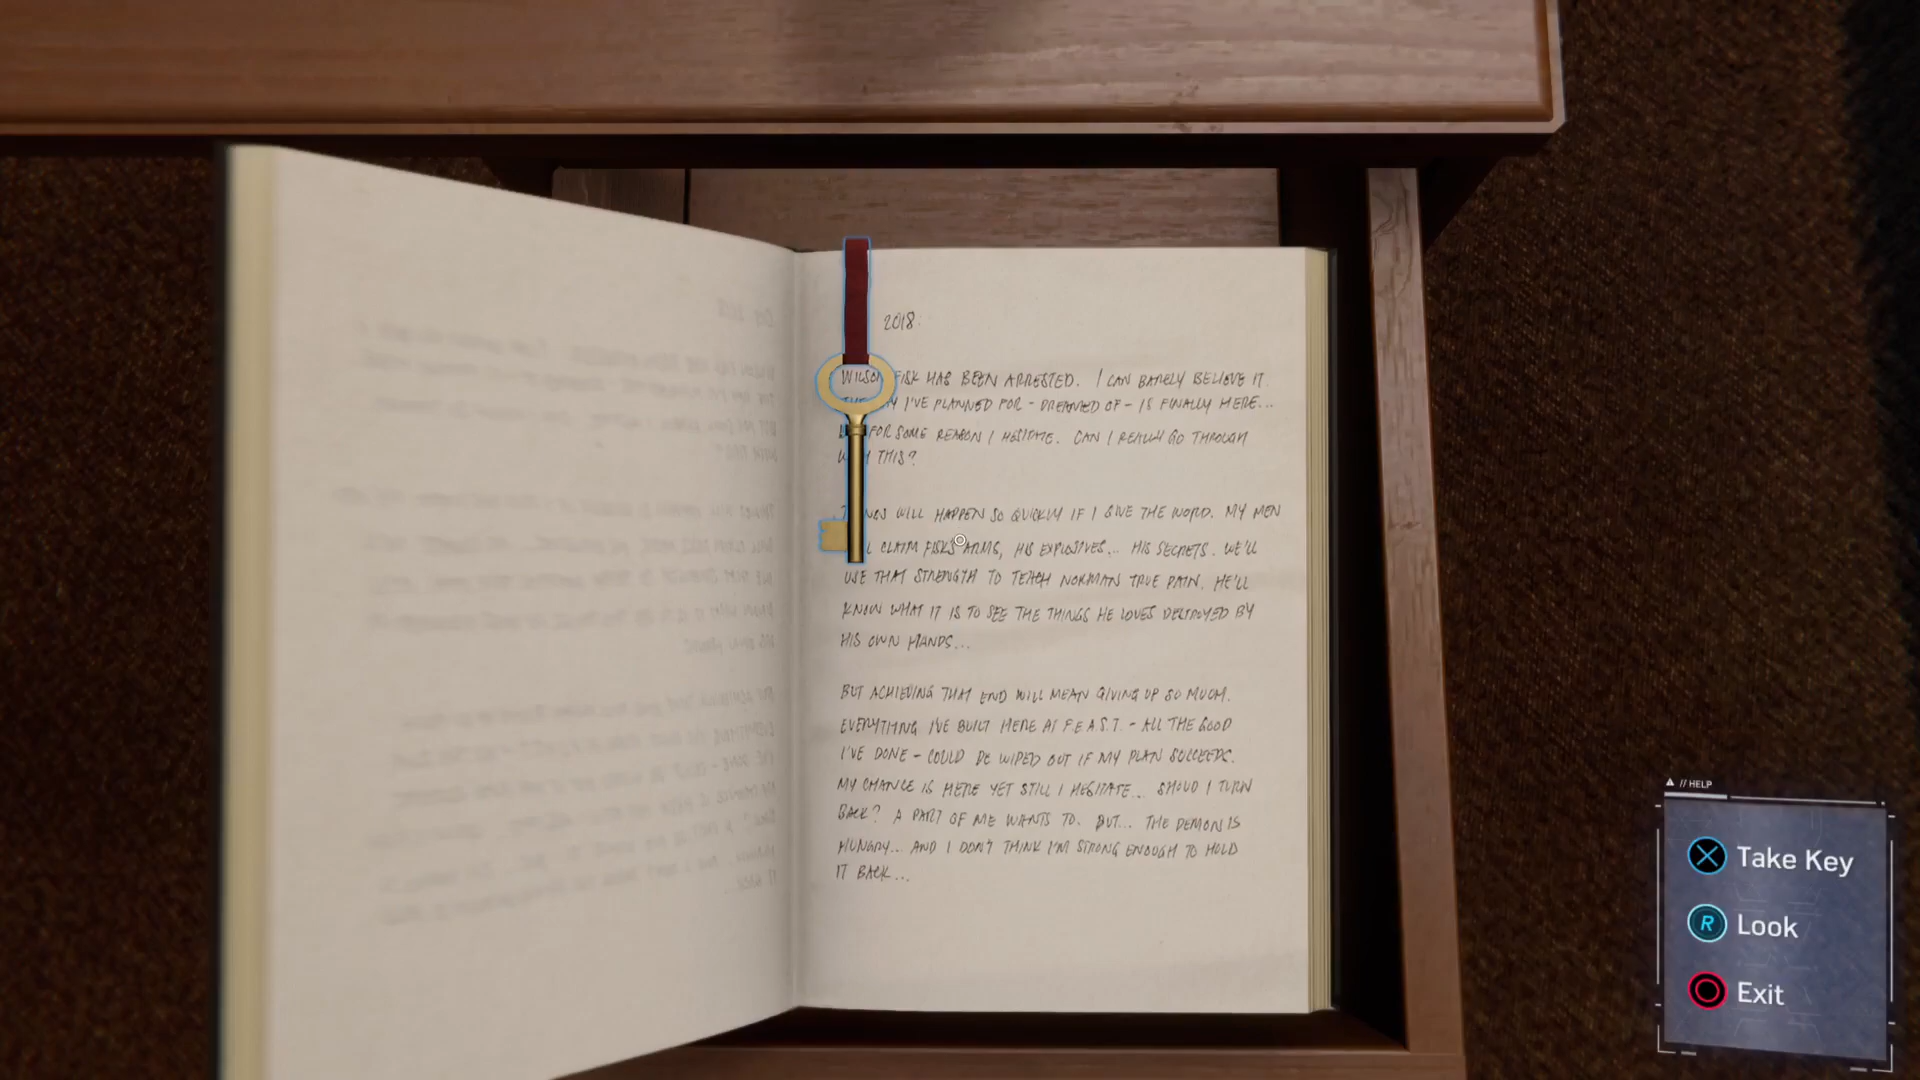 2018.
WILSON FISK HAS BEEN ARRESTED. I CAN BARELY BELIEVE IT.
I'VE PLANNED FOR - DREAMED OF - IS FINALLY HERE...
FOR SOME REASON I HESITATE. CAN I REALLY GO THROUGH
THIS?
WILL HAPPEN SO QUICKLY IF I GIVE THE WORD. MY MEN
CLAIM FISK'S ARMS, HIS EXPLOSIVES... HIS SECRETS. WE'LL
USE THAT STRENGTH TO TEACH NORMAN TRUE PAIN. HE'LL
KNOW WHAT IT IS TO SEE THE THINGS HE LOVES DESTROYED BY
HIS OWN HANDS...
BUT ACHIEVING THAT END WILL MEAN GIVING UP SO MUCH.
EVERYTHING I'VE BUILT HERE AT F.E.A.S.T. - ALL THE GOOD
I'VE DONE - COULD BE WIPED OUT IF MY PLAN SUCCEEDS.
MY CHANCE IS HERE YET STILL I HESITATE... SHOULD I TURN
BACK? A PART OF ME WANTS TO. BUT... THE DEMON IS
HUNGRY... AND I DON'T THINK I'M STRONG ENOUGH TO HOLD
IT BACK...
// HELP
Take Key
R Look
Exit